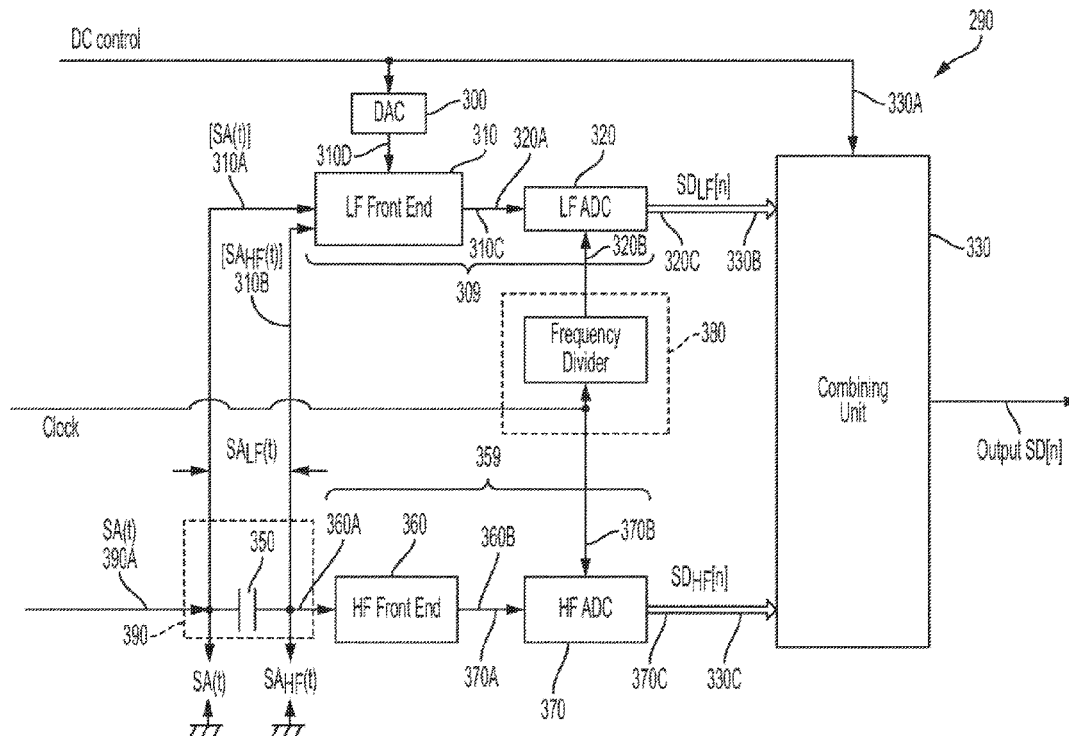 290
DC control
DAC
300
330A
[SA(t)]
310A
310D
310
320A
320
LF Front End
LF ADC
SDLF[n]
310C
320B
320C
330B
330
[SAHF(t)]
310B
309
Frequency
Divider
380
Combining
Unit
Clock
Output SD[n]
SALF(t)
359
SA(t)
390A
350
360A
360
360B
370B
SDHF[n]
HF Front End
HF ADC
390
370A
370
370C
330C
SA(t)
SAHF(t)